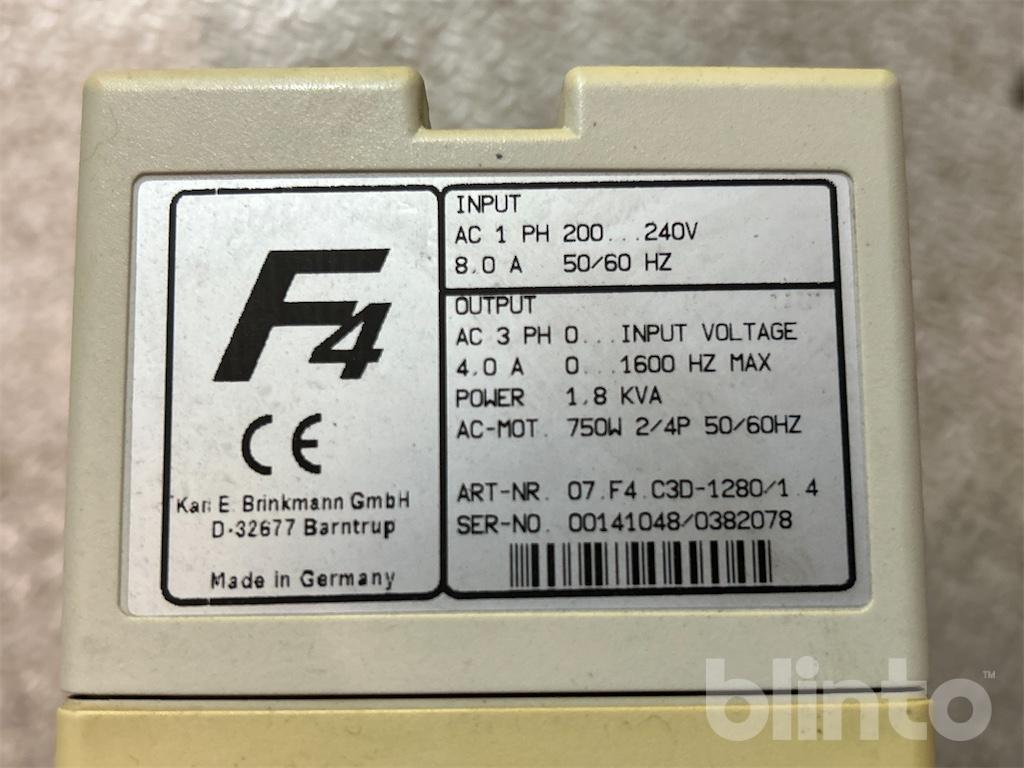 F4
CE
Karl E. Brinkmann GmbH
D-32677 Barntrup
Made in Germany
INPUT
AC 1 PH 200...240V
8.0 A 50/60 HZ
OUTPUT
AC 3 PH 0... INPUT VOLTAGE
4.0 A 0... 1600 HZ MAX
POWER 1.8 KVA
AC-MOT. 750W 2/4P 50/60HZ
ART-NR. 07.F4.C3D-1280/1.4
SER-NO. 00141048/0382078
blinto™